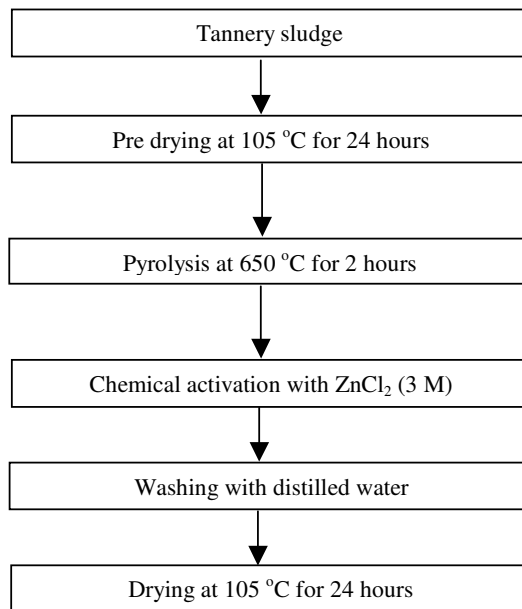 Tannery sludge
Pre drying at 105 °C for 24 hours
Pyrolysis at 650 °C for 2 hours
Chemical activation with ZnCl₂ (3 M)
Washing with distilled water
Drying at 105 °C for 24 hours